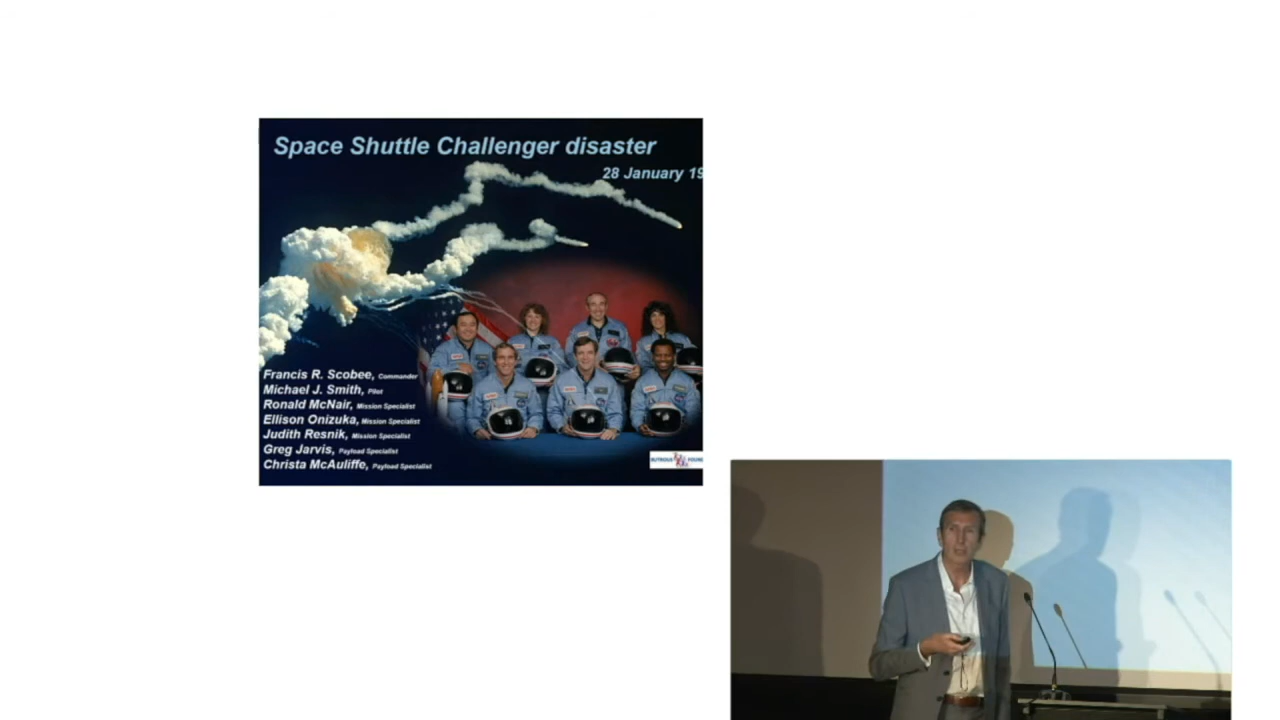 Space Shuttle Challenger disaster
28 January 19
Francis R. Scobee, Commander
Michael J. Smith, Pilot
Ronald McNair, Mission Specialist
Ellison Onizuka, Mission Specialist
Judith Resnik, Mission Specialist
Greg Jarvis, Payload Specialist
Christa McAuliffe, Payload Specialist